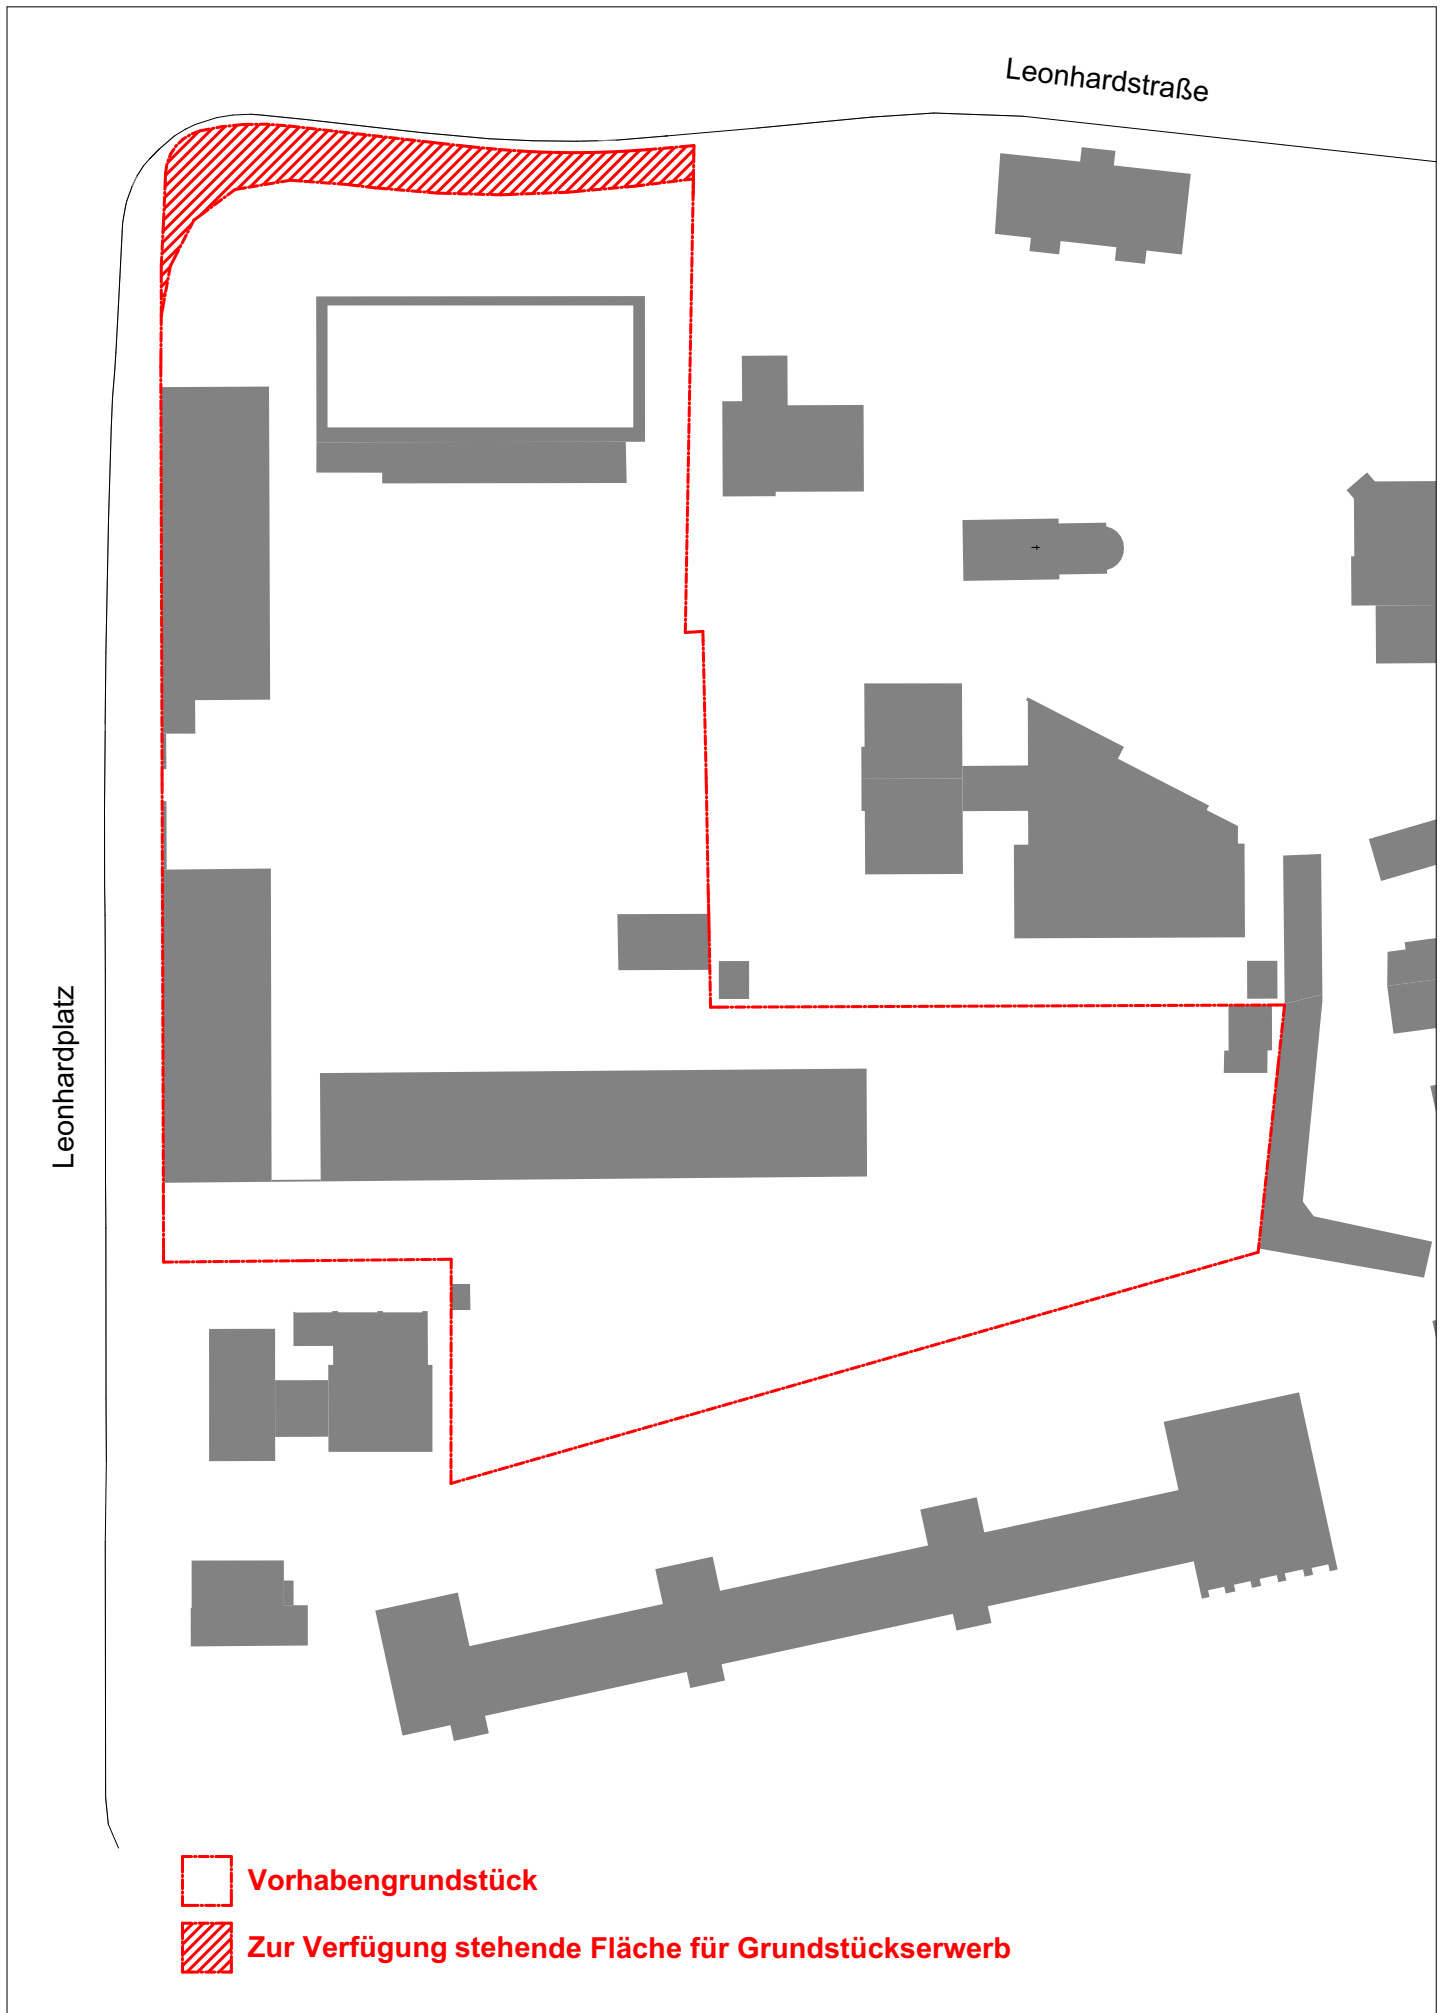 Leonhardstraße
Leonhardplatz
Vorhabengrundstück
Zur Verfügung stehende Fläche für Grundstückserwerb